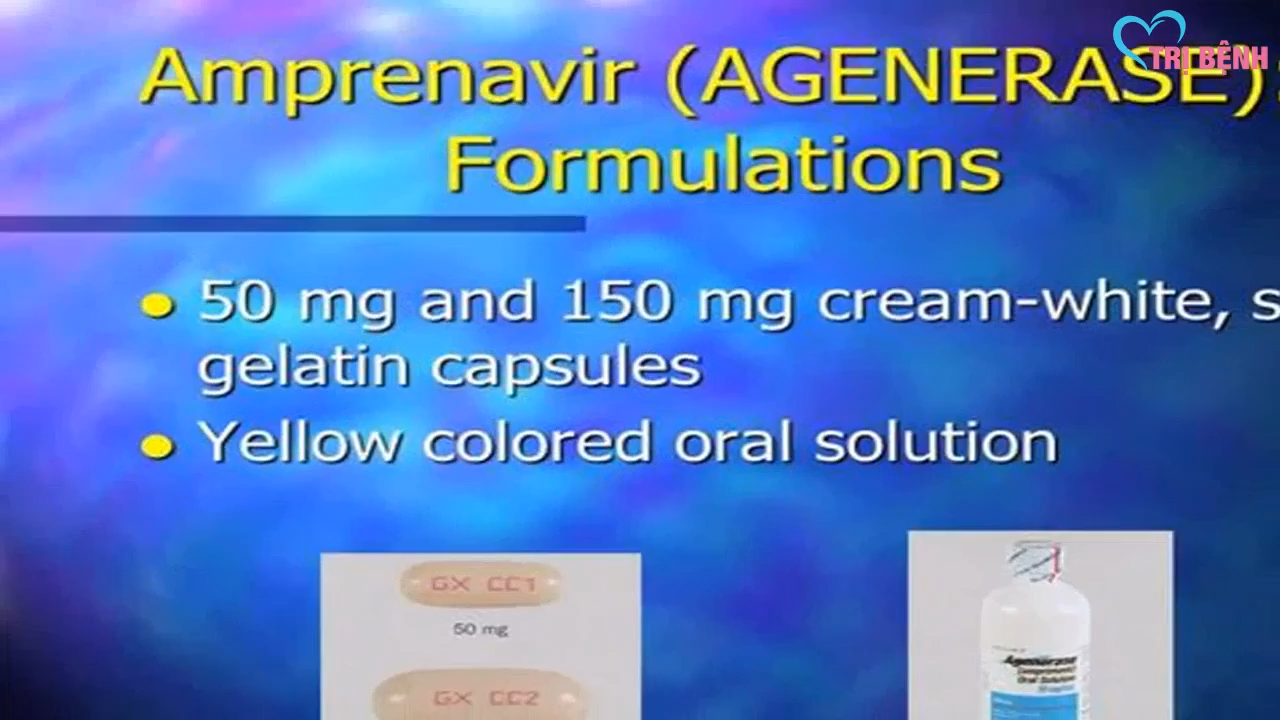 TRỊ BỆNH
Amprenavir (AGENERASE):
Formulations
50 mg and 150 mg cream-white, s
gelatin capsules
Yellow colored oral solution
GX CC1
50 mg
GX CC2
Agenerase
Oral Solution